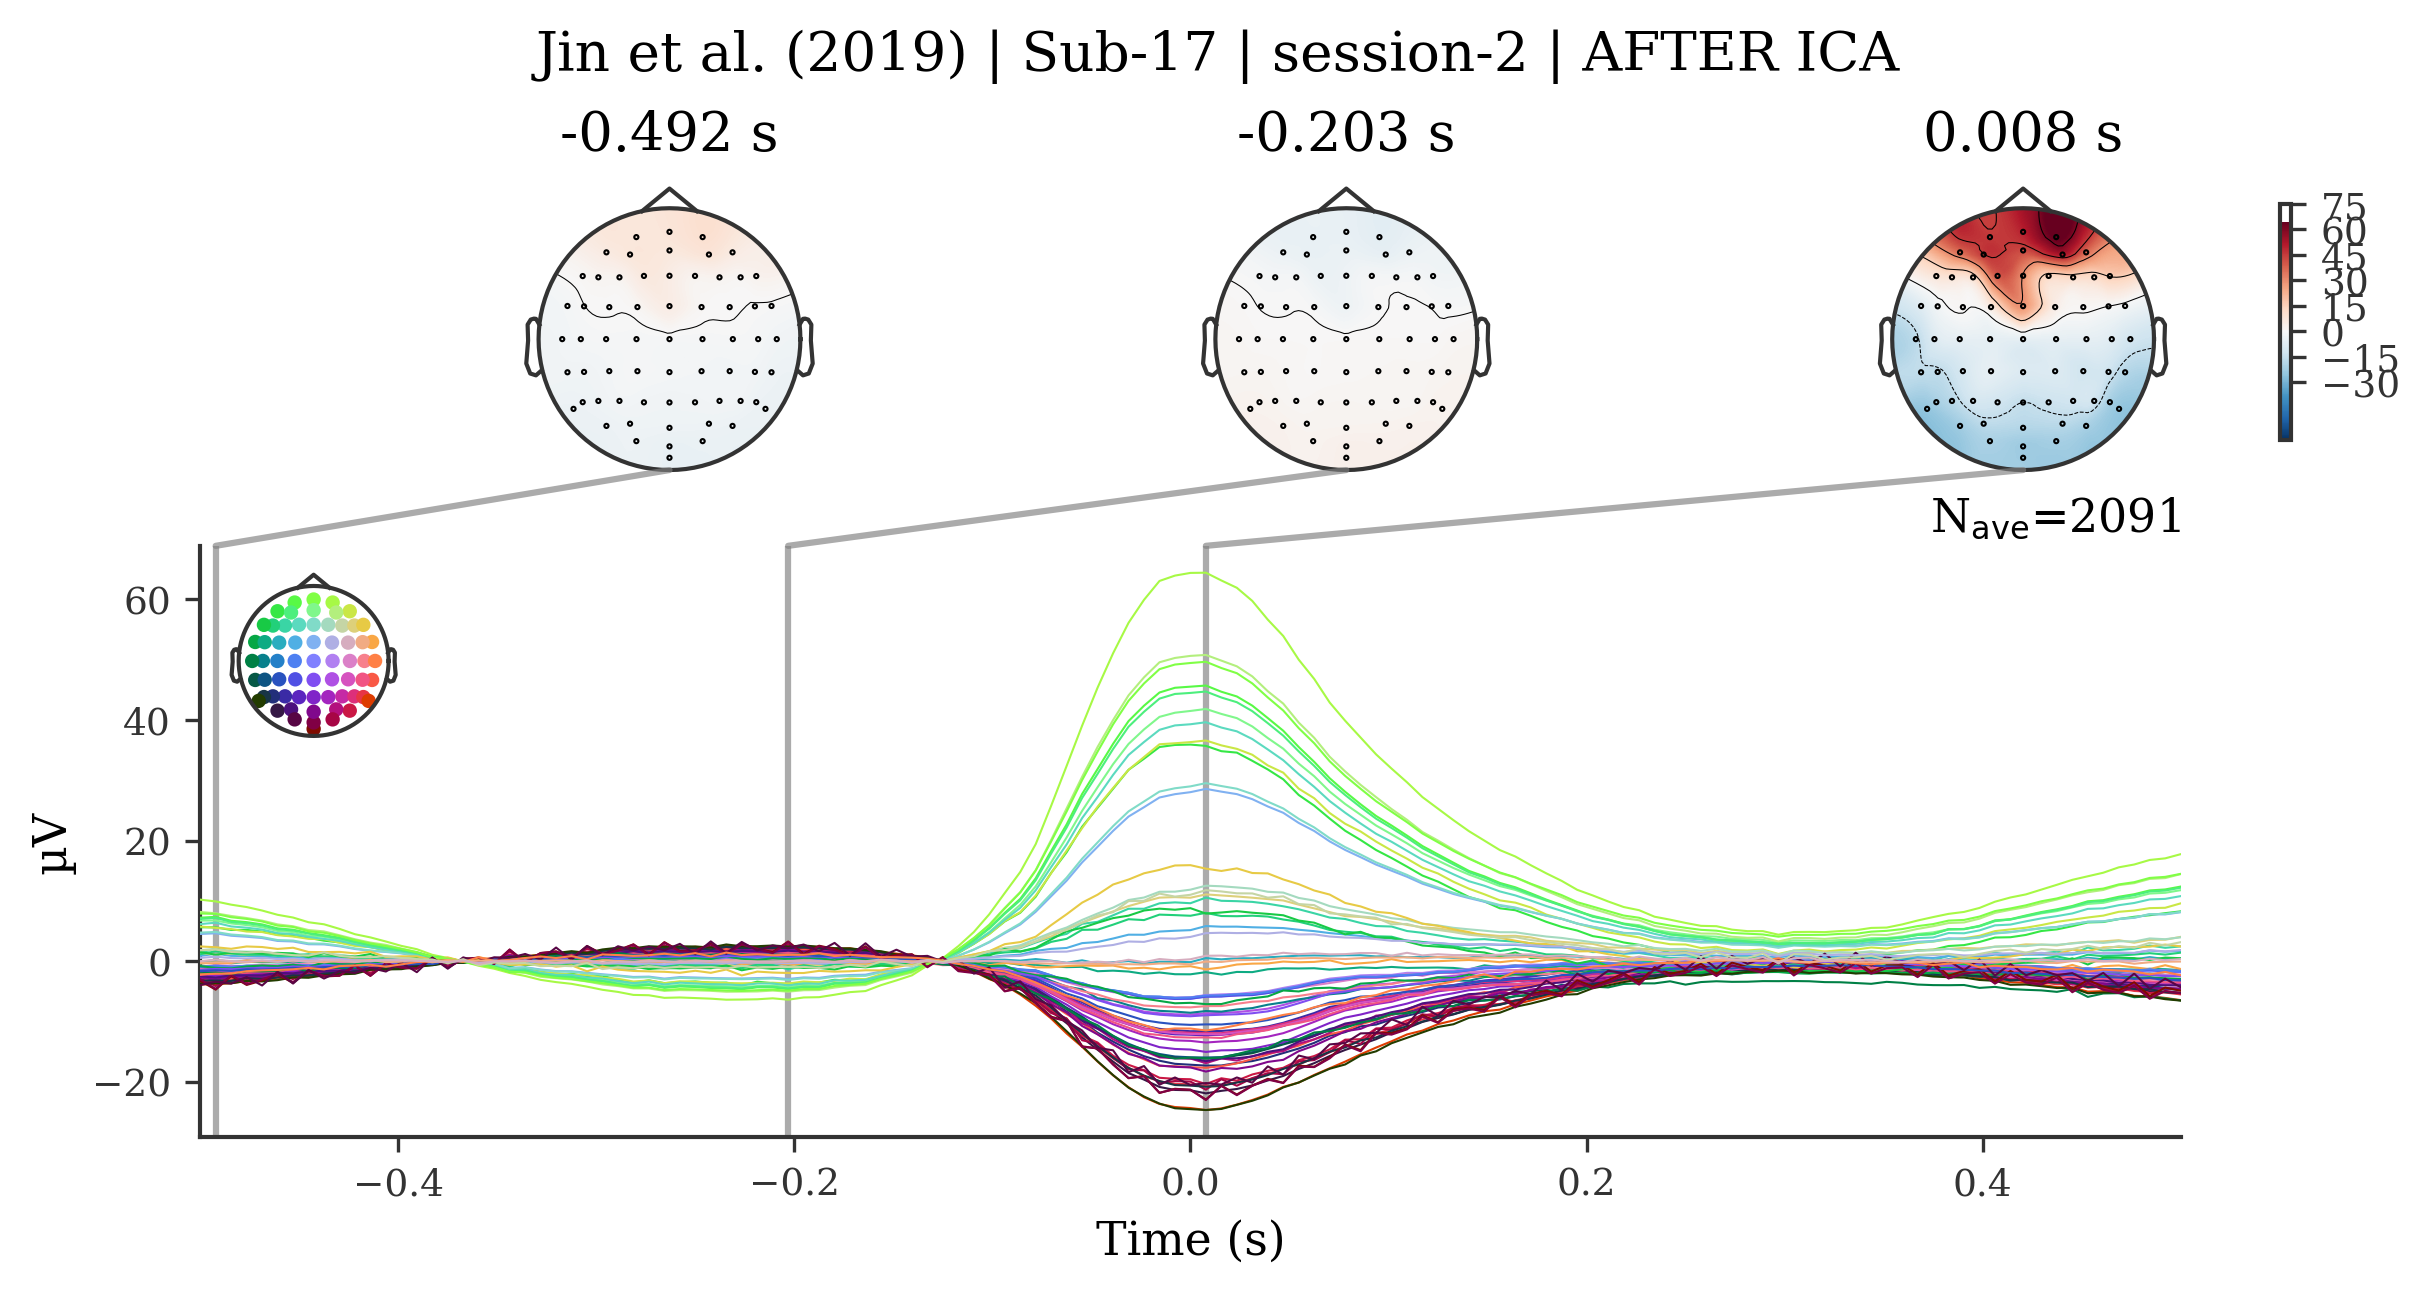 Jin et al. (2019) | Sub-17 | session-2 | AFTER ICA
-0.492 s
-0.203 s
0.008 s
75
60
45
30
15
0
−15
−30
Nave=2091
60
40
20
0
−20
µV
−0.4
−0.2
0.0
0.2
0.4
Time (s)